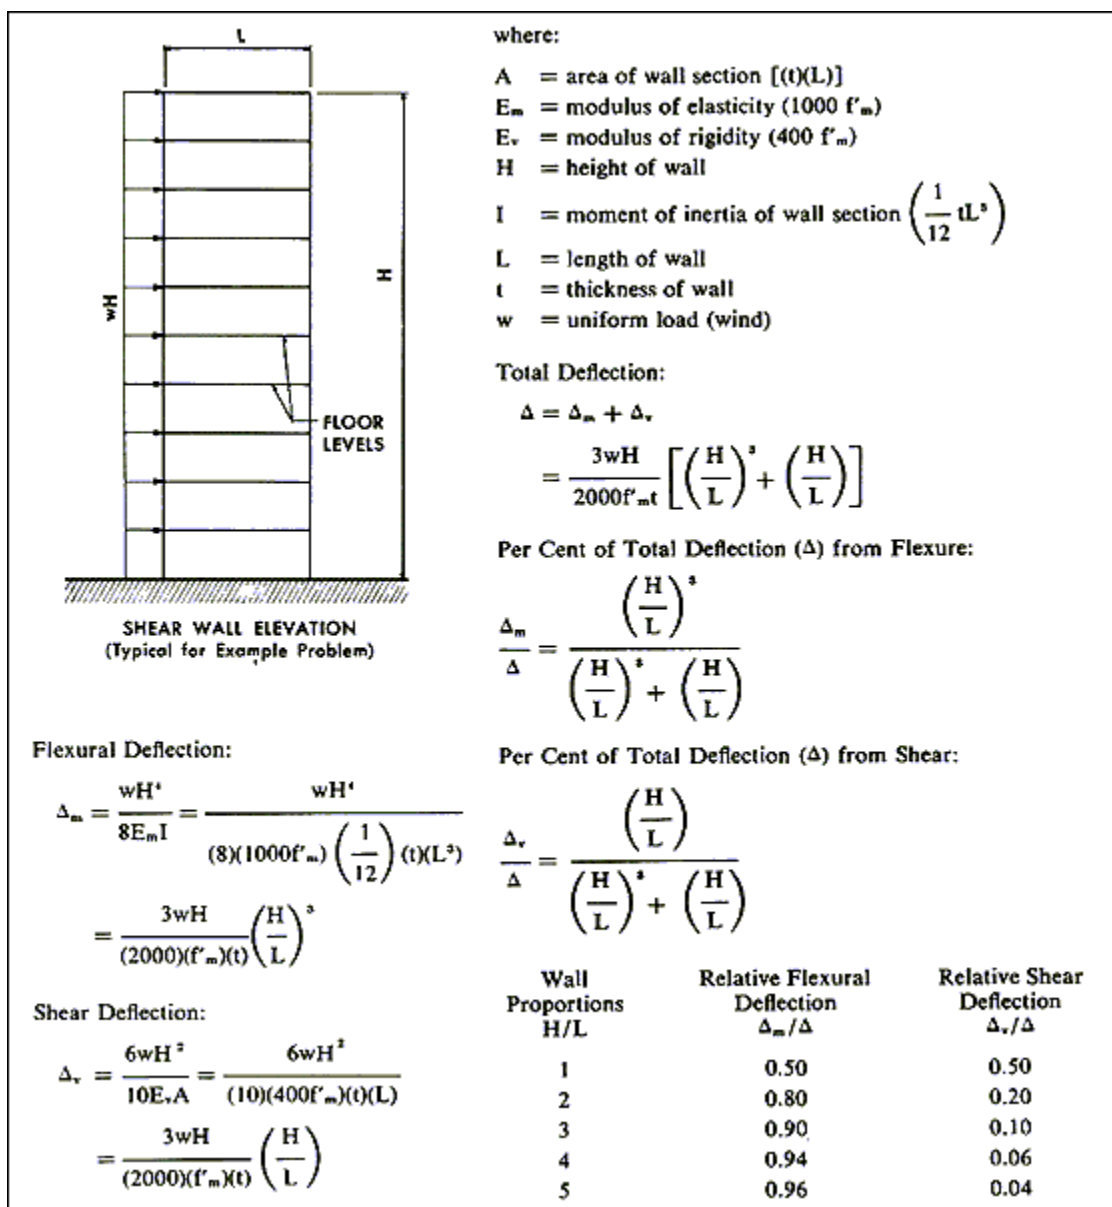 L
wH
H
FLOOR
LEVELS
SHEAR WALL ELEVATION
(Typical for Example Problem)
Flexural Deflection:
Δₘ = wH⁴ / 8EₘI = wH⁴ / (8)(1000f′ₘ)(1/12)(t)(L³)
= 3wH / (2000)(f′ₘ)(t) (H/L)³
Shear Deflection:
Δᵥ = 6wH² / 10EᵥA = 6wH² / (10)(400f′ₘ)(t)(L)
= 3wH / (2000)(f′ₘ)(t) (H/L)
where:
A = area of wall section [(t)(L)]
Eₘ = modulus of elasticity (1000 f′ₘ)
Eᵥ = modulus of rigidity (400 f′ₘ)
H = height of wall
I = moment of inertia of wall section (1/12 tL³)
L = length of wall
t = thickness of wall
w = uniform load (wind)
Total Deflection:
Δ = Δₘ + Δᵥ
= 3wH / 2000f′ₘt [(H/L)³ + (H/L)]
Per Cent of Total Deflection (Δ) from Flexure:
Δₘ/Δ = (H/L)³ / (H/L)³ + (H/L)
Per Cent of Total Deflection (Δ) from Shear:
Δᵥ/Δ = (H/L) / (H/L)³ + (H/L)
Wall Relative Flexural Relative Shear
Proportions Deflection Deflection
H/L Δₘ/Δ Δᵥ/Δ
1 0.50 0.50
2 0.80 0.20
3 0.90 0.10
4 0.94 0.06
5 0.96 0.04